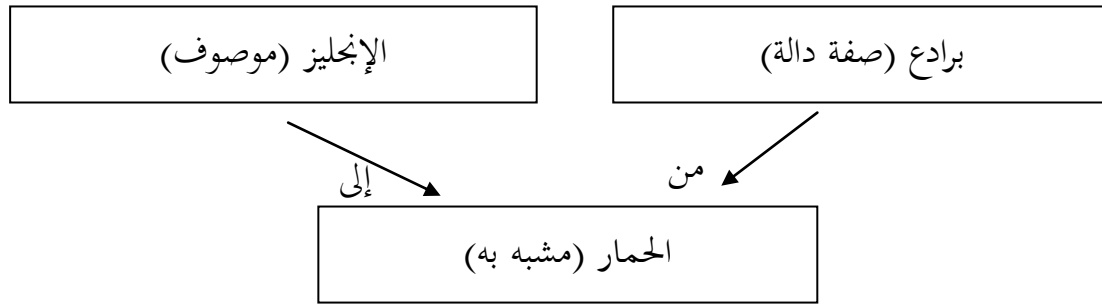 برادع (صفة دالة)
الإنجليز (موصوف)
من
إلى
الحمار (مشبه به)